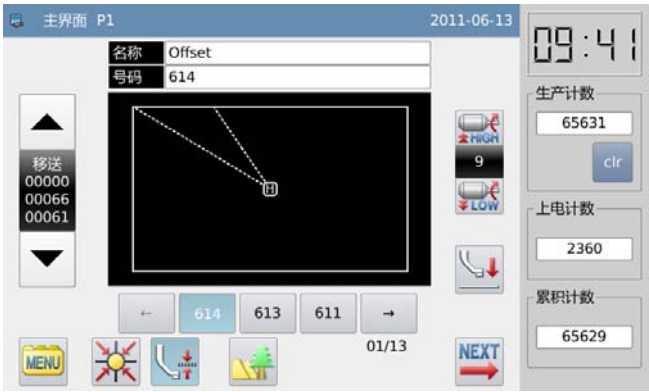 主界面 P1
2011-06-13
名称 Offset
号码 614
移送
00000
00066
00061
H
HIGH
9
LOW
← 614 613 611 →
01/13
MENU
NEXT
09:41
生产计数
65631
clr
上电计数
2360
累积计数
65629